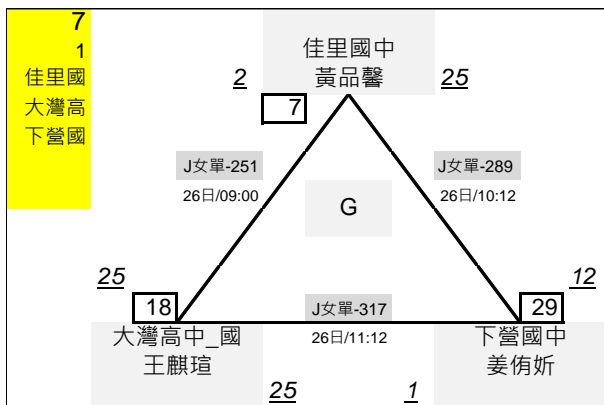 7
1
佳里國
大灣高
下營國
佳里國中
黃品馨
2
25
7
J女單-251
26日/09:00
J女單-289
26日/10:12
G
25
12
18
29
J女單-317
26日/11:12
大灣高中_國
王麒瑄
下營國中
姜侑妡
25
1